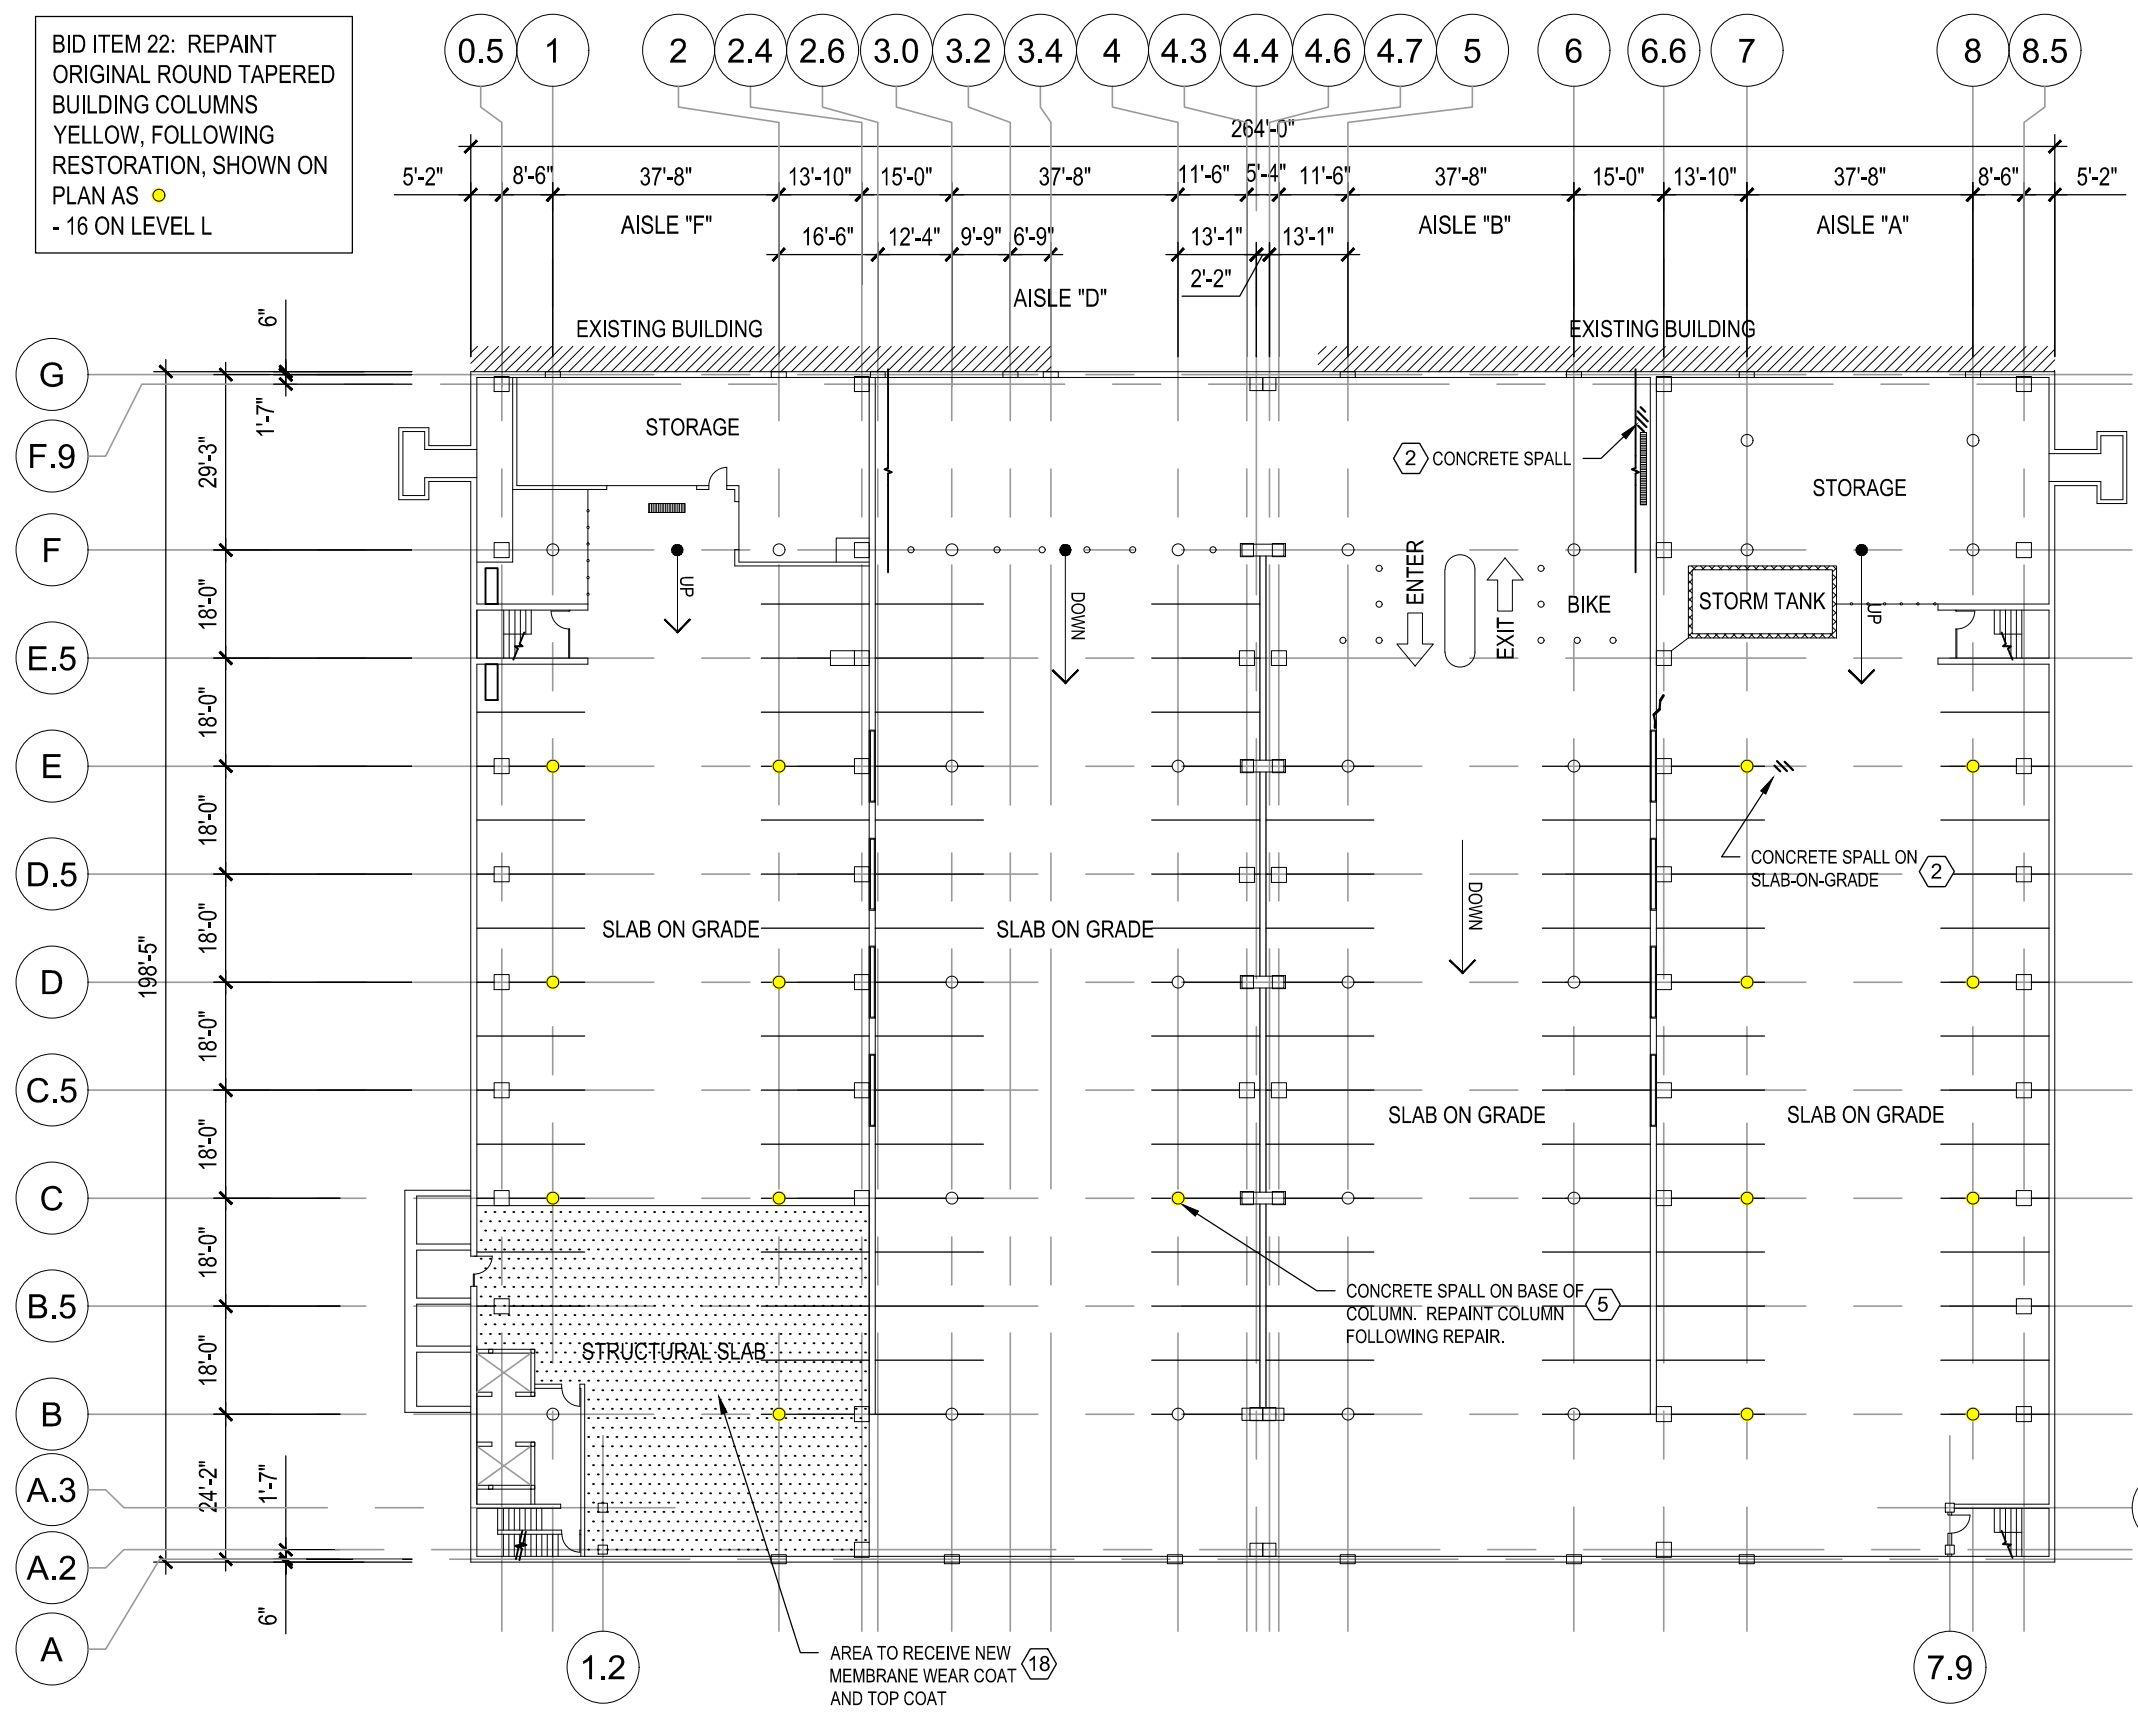 BID ITEM 22: REPAINT
ORIGINAL ROUND TAPERED
BUILDING COLUMNS
YELLOW, FOLLOWING
RESTORATION, SHOWN ON
PLAN AS
- 16 ON LEVEL L
0.5 1 2 2.4 2.6 3.0 3.2 3.4 4 4.3 4.4 4.6 4.7 5 6 6.6 7 8 8.5
264'-0"
5'-2" 8'-6" 37'-8" 13'-10" 15'-0" 37'-8" 11'-6" 5'-4" 11'-6" 37'-8" 15'-0" 13'-10" 37'-8" 8'-6" 5'-2"
AISLE "F" AISLE "B" AISLE "A"
16'-6" 12'-4" 9'-9" 6'-9" 13'-1" 13'-1"
2'-2"
AISLE "D"
EXISTING BUILDING EXISTING BUILDING
6"
G
1'-7"
STORAGE
F.9
29'-3"
2 CONCRETE SPALL
STORAGE
F
UP
DOWN
ENTER
EXIT
BIKE
STORM TANK
UP
18'-0"
E.5
18'-0"
E
18'-0"
CONCRETE SPALL ON
SLAB-ON-GRADE 2
D.5
DOWN
18'-0"
SLAB ON GRADE SLAB ON GRADE
198'-5"
D
18'-0"
C.5
SLAB ON GRADE SLAB ON GRADE
18'-0"
C
18'-0"
CONCRETE SPALL ON BASE OF
COLUMN. REPAINT COLUMN
FOLLOWING REPAIR.
5
B.5
18'-0"
STRUCTURAL SLAB
B
A.3
24'-2"
1'-7"
A.2
6"
A
1.2
AREA TO RECEIVE NEW
MEMBRANE WEAR COAT
AND TOP COAT
18
7.9